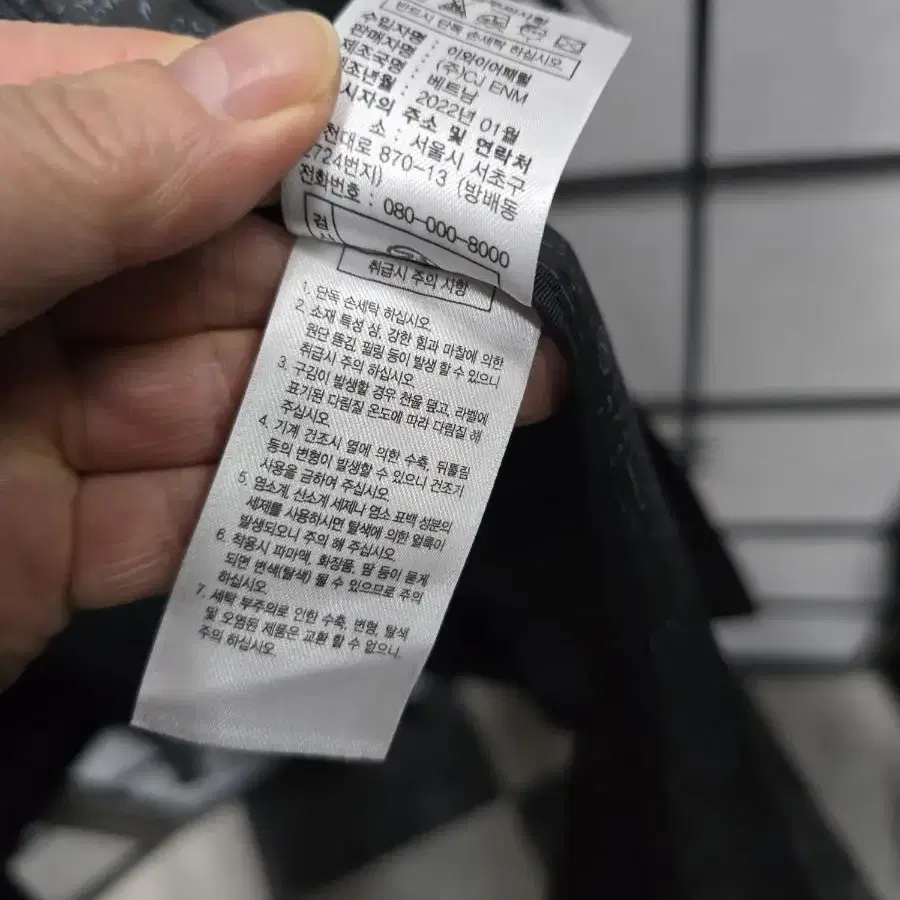 반드시 단독 손세탁 하십시오.
수입자명 : 이와이어패럴
판매자명 : (주)CJ ENM
제조국명 : 베트남
제조년월 : 2022년 01월
시자의 주소 및 연락처
소 : 서울시 서초구
천대로 870-13 (방배동
2724번지)
전화번호 : 080-000-8000
검
취급시 주의 사항
1. 단독 손세탁 하십시오.
2. 소재 특성 상, 강한 힘과 마찰에 의한
원단 뜯김, 필링 등이 발생 할 수 있으니
취급시 주의 하십시오.
3. 구김이 발생할 경우 천을 덮고, 라벨에
표기된 다림질 온도에 따라 다림질 해
주십시오.
4. 기계 건조시 열에 의한 수축, 뒤틀림
등의 변형이 발생할 수 있으니 건조기
사용을 금하여 주십시오.
5. 염소계, 산소계 세제나 염소 표백 성분의
세제를 사용하시면 탈색에 의한 얼룩이
발생되오니 주의 해 주십시오.
6. 착용시 파마액, 화장품, 땀 등이 묻게
되면 변색(탈색) 될 수 있으므로 주의
하십시오.
7. 세탁 부주의로 인한 수축, 변형, 탈색
및 오염된 제품은 교환 할 수 없으니,
주의 하십시오.